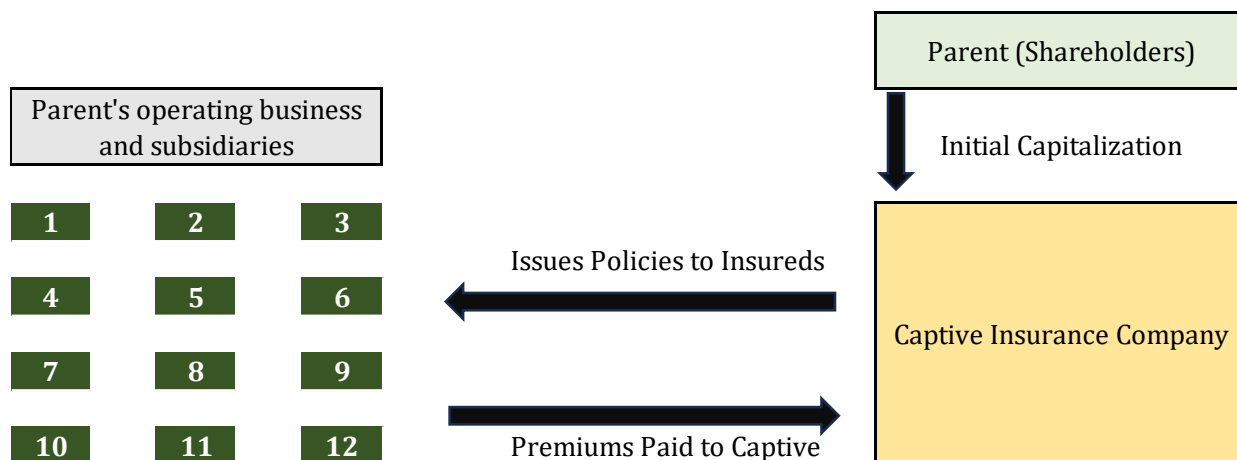 Parent (Shareholders)
Parent's operating business
and subsidiaries
Initial Capitalization
1 2 3
Issues Policies to Insureds
4 5 6
Captive Insurance Company
7 8 9
10 11 12
Premiums Paid to Captive